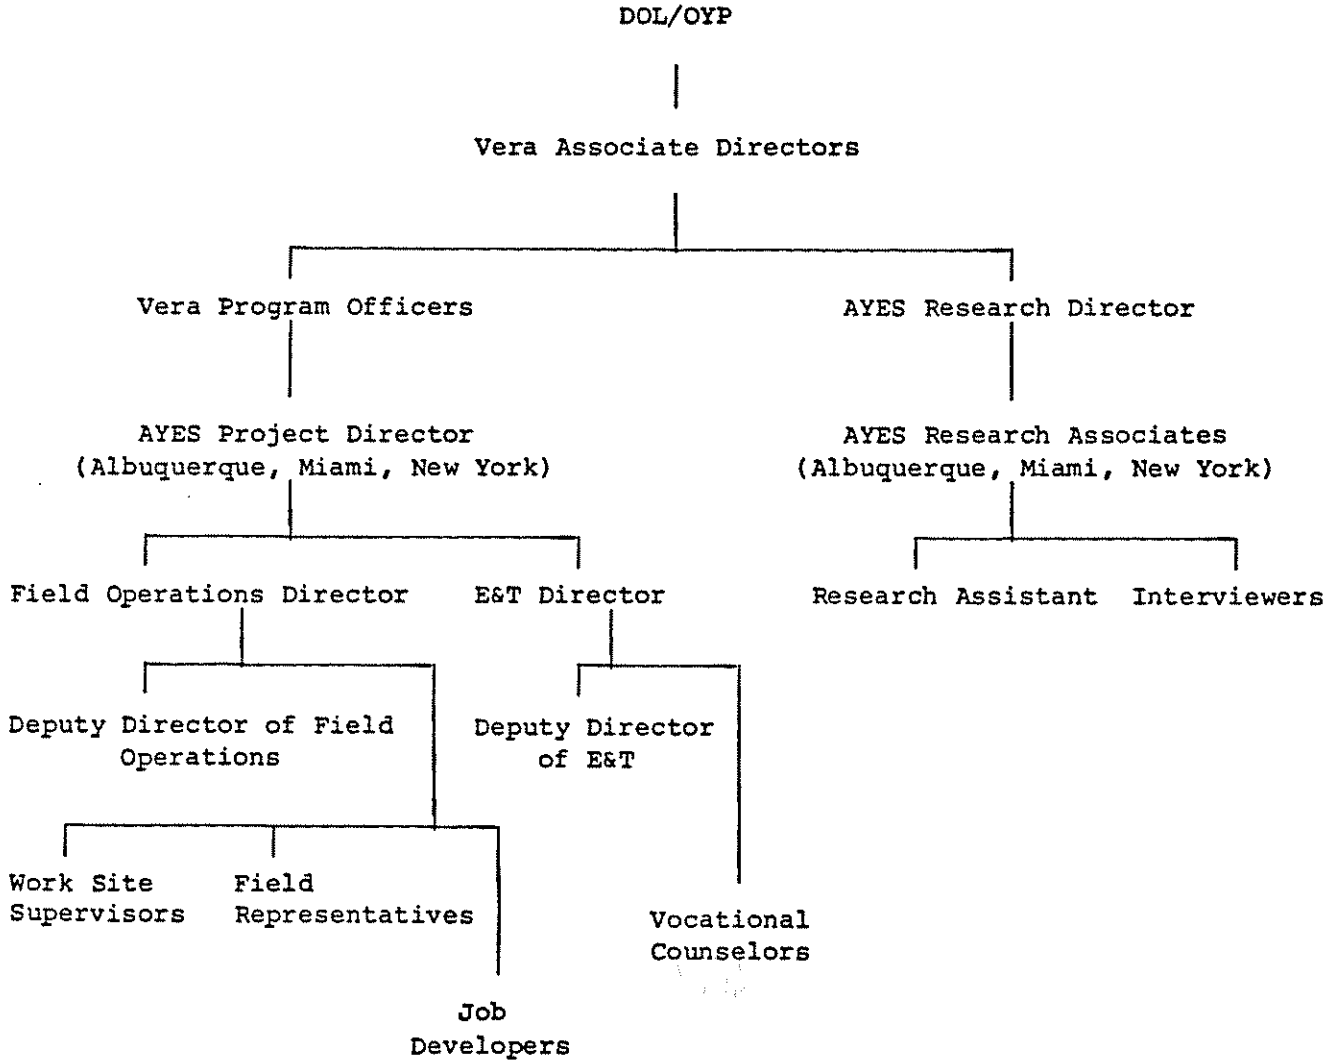 DOL/OYP
Vera Associate Directors
Vera Program Officers
AYES Research Director
AYES Project Director
(Albuquerque, Miami, New York)
AYES Research Associates
(Albuquerque, Miami, New York)
Field Operations Director
E&T Director
Research Assistant
Interviewers
Deputy Director of Field
Operations
Deputy Director
of E&T
Work Site
Supervisors
Field
Representatives
Vocational
Counselors
Job
Developers